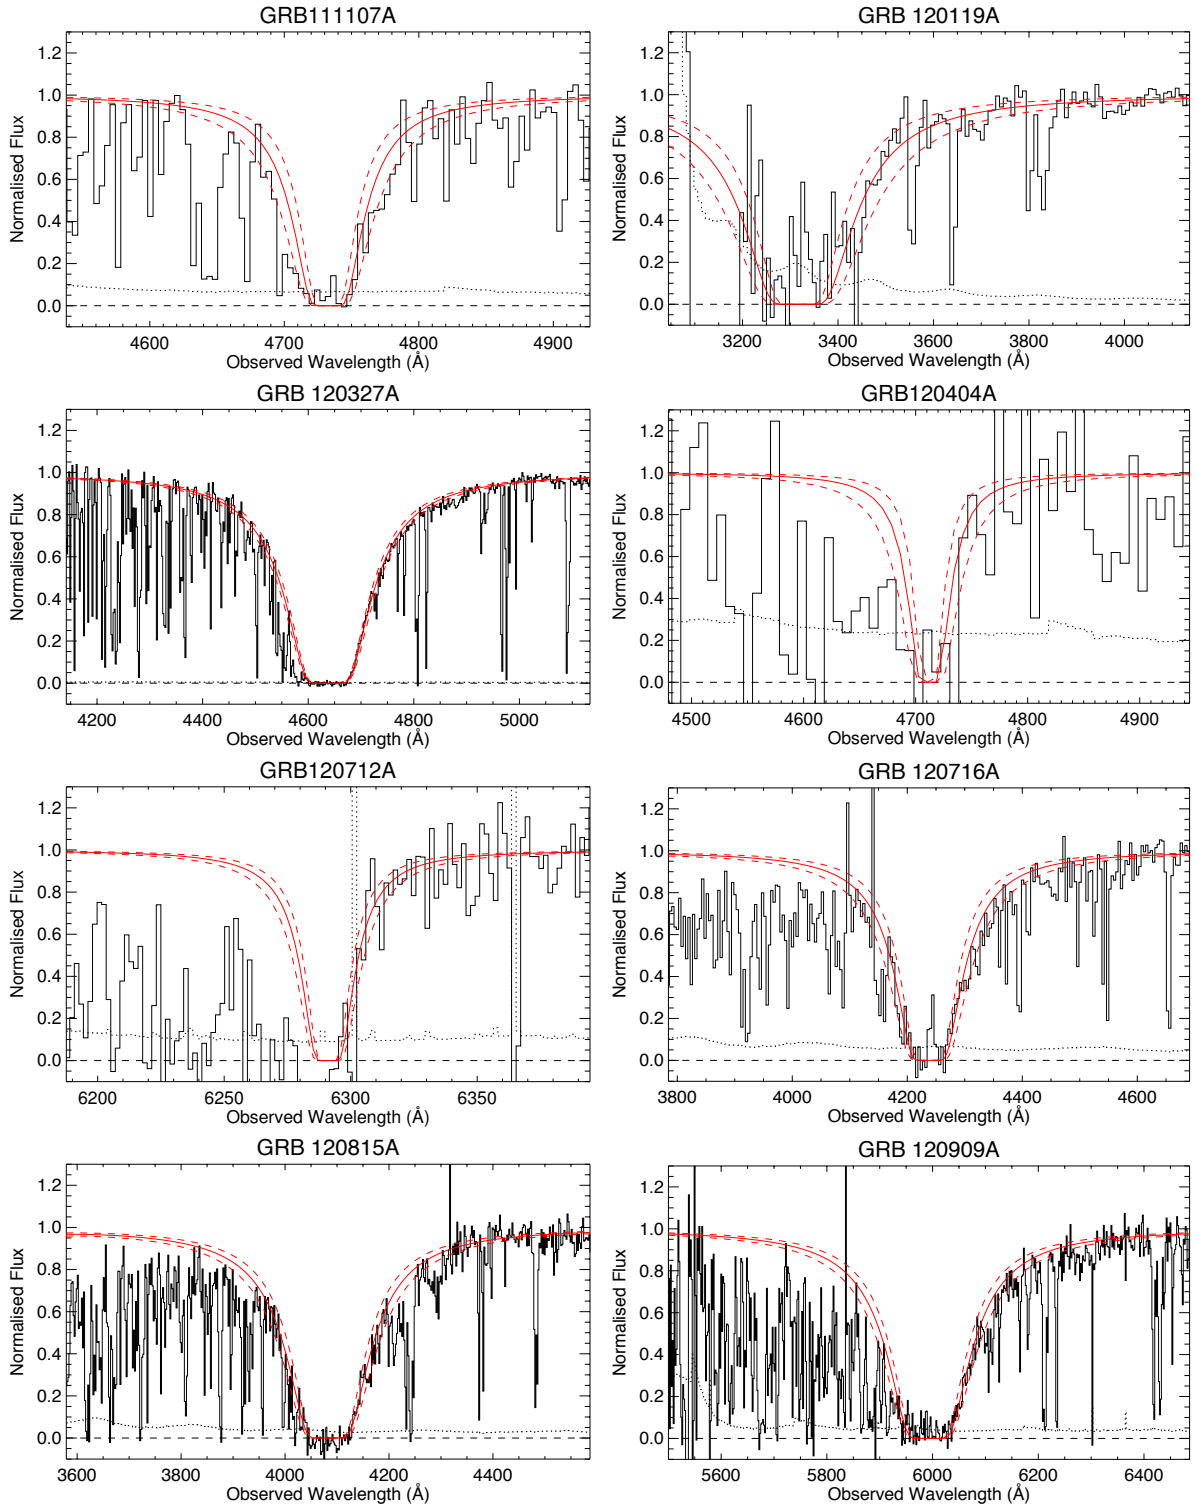 GRB111107A
Normalised Flux
1.2
1.0
0.8
0.6
0.4
0.2
0.0
4600 4700 4800 4900
Observed Wavelength (Å)
GRB 120119A
Normalised Flux
1.2
1.0
0.8
0.6
0.4
0.2
0.0
3200 3400 3600 3800 4000
Observed Wavelength (Å)
GRB 120327A
Normalised Flux
1.2
1.0
0.8
0.6
0.4
0.2
0.0
4200 4400 4600 4800 5000
Observed Wavelength (Å)
GRB120404A
Normalised Flux
1.2
1.0
0.8
0.6
0.4
0.2
0.0
4500 4600 4700 4800 4900
Observed Wavelength (Å)
GRB120712A
Normalised Flux
1.2
1.0
0.8
0.6
0.4
0.2
0.0
6200 6250 6300 6350
Observed Wavelength (Å)
GRB 120716A
Normalised Flux
1.2
1.0
0.8
0.6
0.4
0.2
0.0
3800 4000 4200 4400 4600
Observed Wavelength (Å)
GRB 120815A
Normalised Flux
1.2
1.0
0.8
0.6
0.4
0.2
0.0
3600 3800 4000 4200 4400
Observed Wavelength (Å)
GRB 120909A
Normalised Flux
1.2
1.0
0.8
0.6
0.4
0.2
0.0
5600 5800 6000 6200 6400
Observed Wavelength (Å)